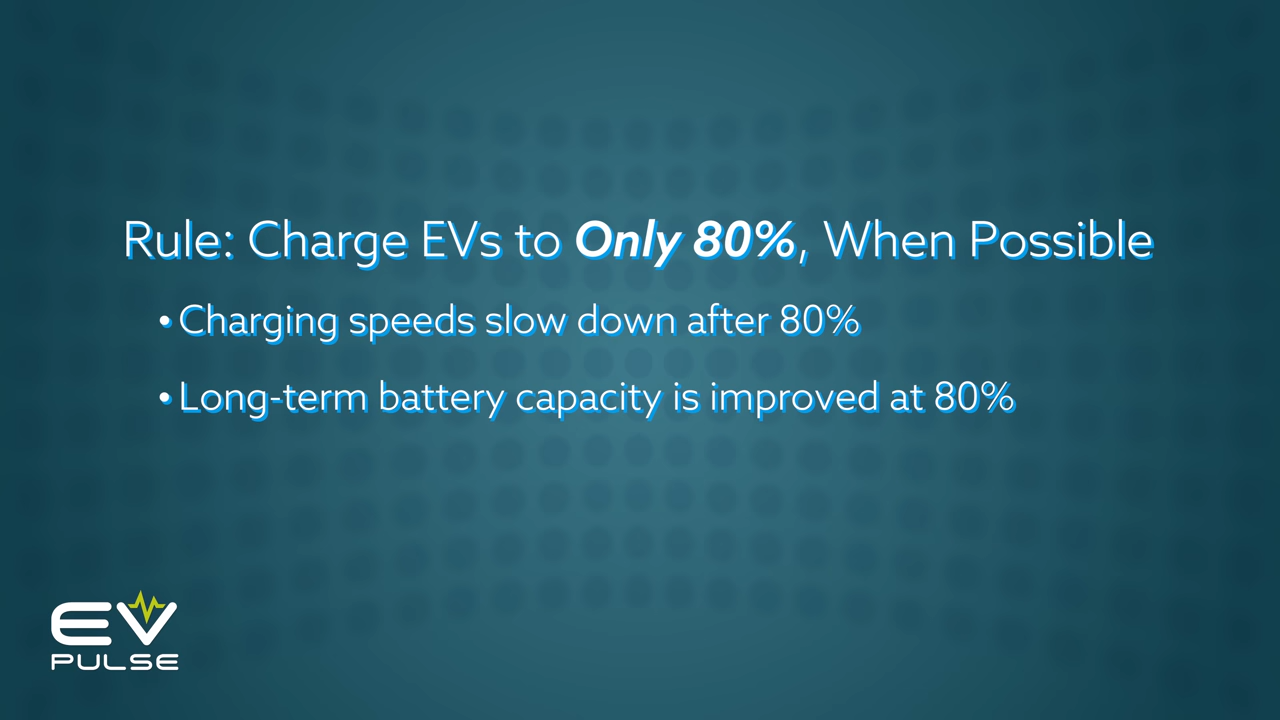 Rule: Charge EVs to Only 80%, When Possible
• Charging speeds slow down after 80%
• Long-term battery capacity is improved at 80%
EV
PULSE